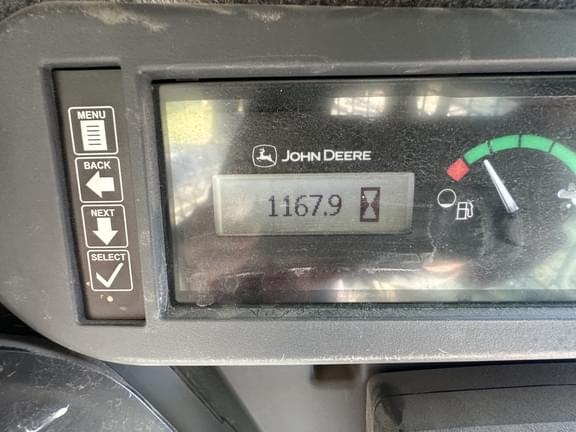 MENU
BACK
NEXT
SELECT
JOHN DEERE
1167.9